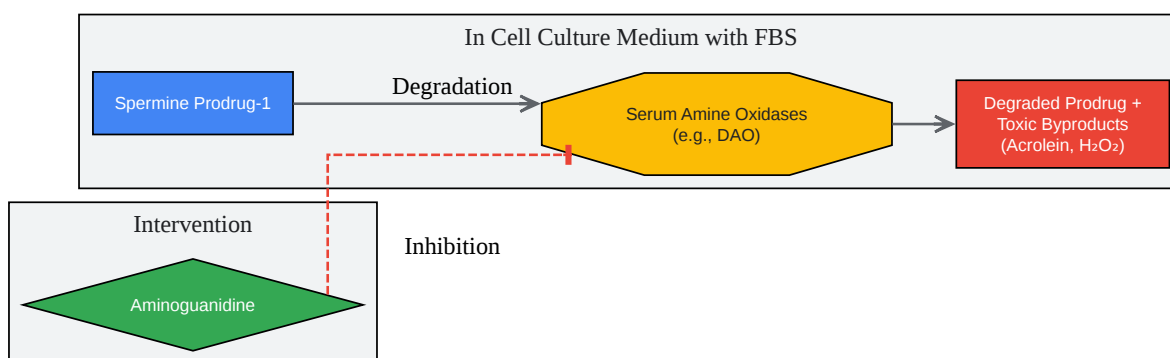 In Cell Culture Medium with FBS
Spermine Prodrug-1
Degradation
Serum Amine Oxidases
(e.g., DAO)
Degraded Prodrug +
Toxic Byproducts
(Acrolein, H₂O₂)
Intervention
Inhibition
Aminoguanidine